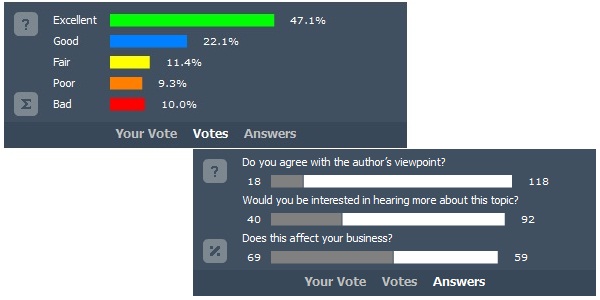 ?
Excellent 47.1%
Good 22.1%
Fair 11.4%
Poor 9.3%
Σ
Bad 10.0%
Your Vote Votes Answers
?
Do you agree with the author's viewpoint?
18 118
Would you be interested in hearing more about this topic?
40 92
Does this affect your business?
%
69 59
Your Vote Votes Answers